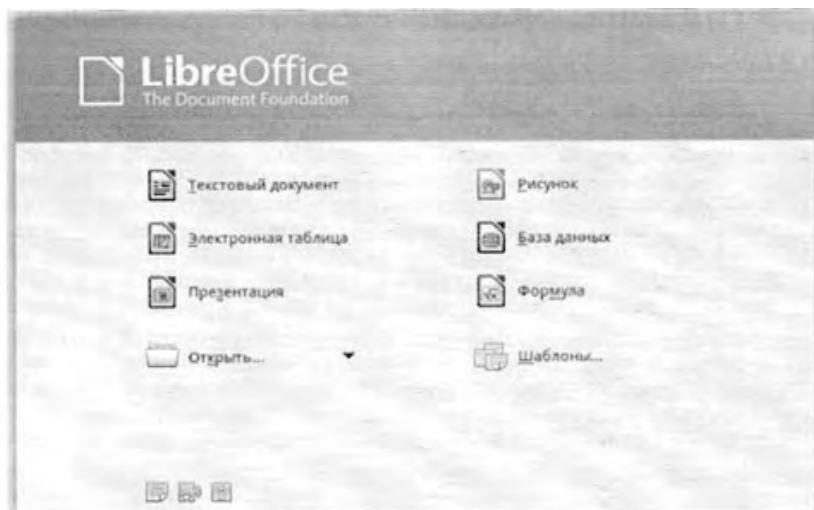 LibreOffice
The Document Foundation
Текстовый документ
Рисунок
Электронная таблица
База данных
Презентация
Формула
Открыть...
Шаблоны...